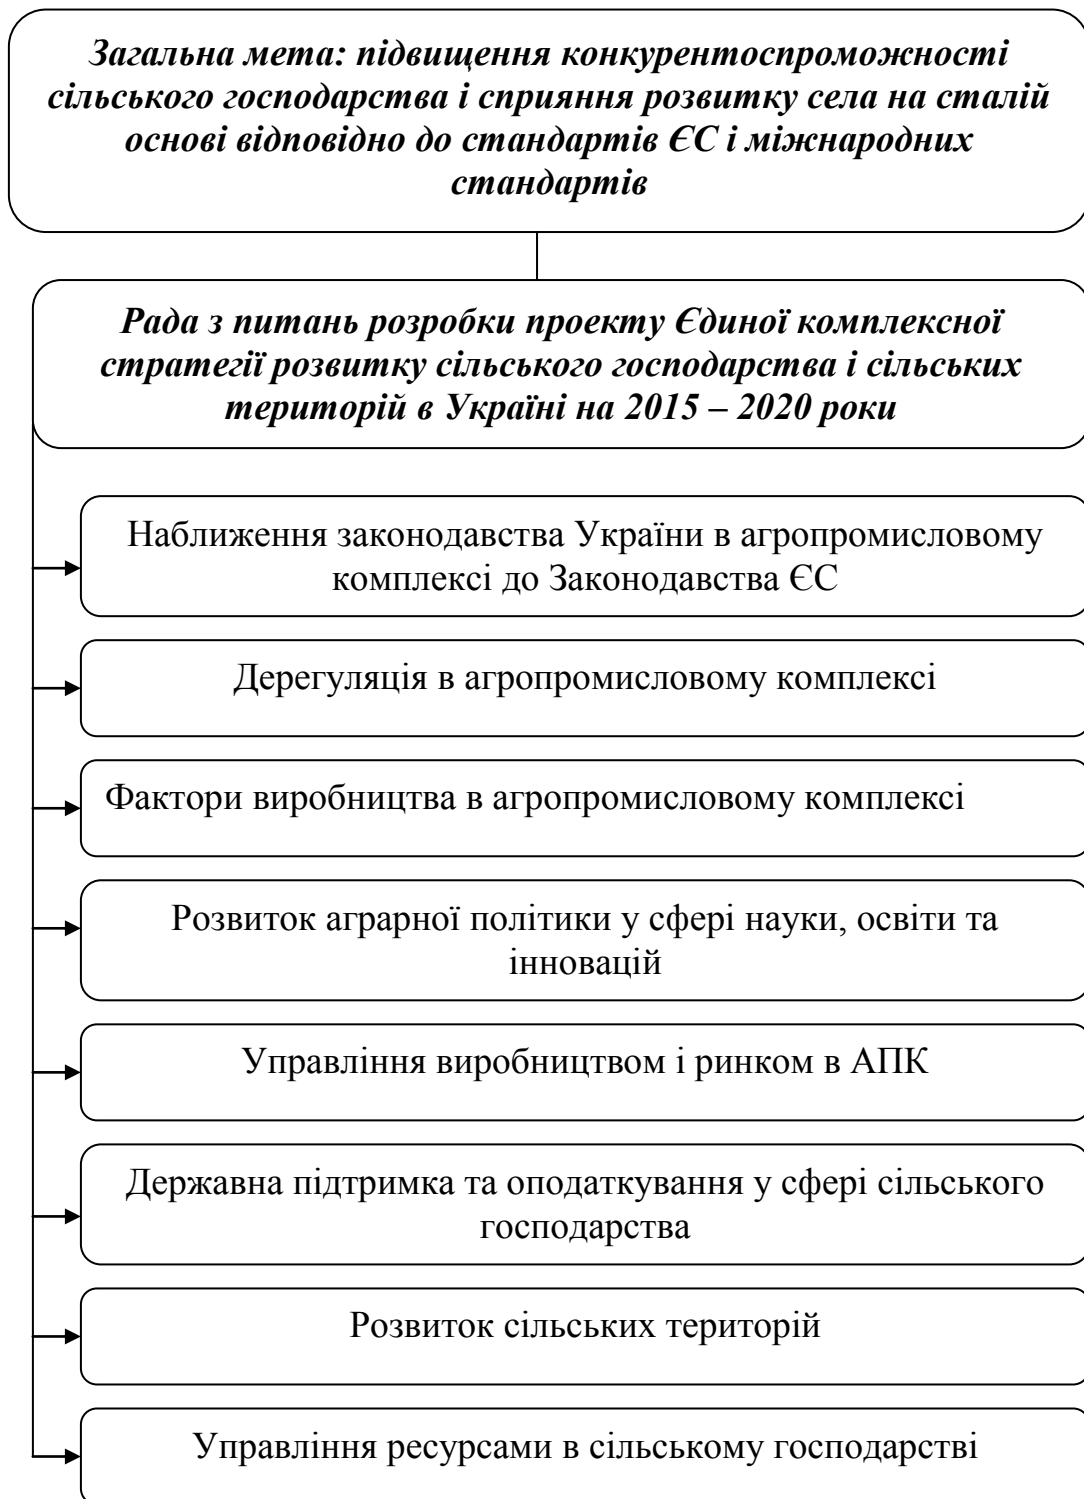 Загальна мета: підвищення конкурентоспроможності
сільського господарства і сприяння розвитку села на сталій
основі відповідно до стандартів ЄС і міжнародних
стандартів
Рада з питань розробки проекту Єдиної комплексної
стратегії розвитку сільського господарства і сільських
територій в Україні на 2015 – 2020 роки
Наближення законодавства України в агропромисловому
комплексі до Законодавства ЄС
Дерегуляція в агропромисловому комплексі
Фактори виробництва в агропромисловому комплексі
Розвиток аграрної політики у сфері науки, освіти та
інновацій
Управління виробництвом і ринком в АПК
Державна підтримка та оподаткування у сфері сільського
господарства
Розвиток сільських територій
Управління ресурсами в сільському господарстві